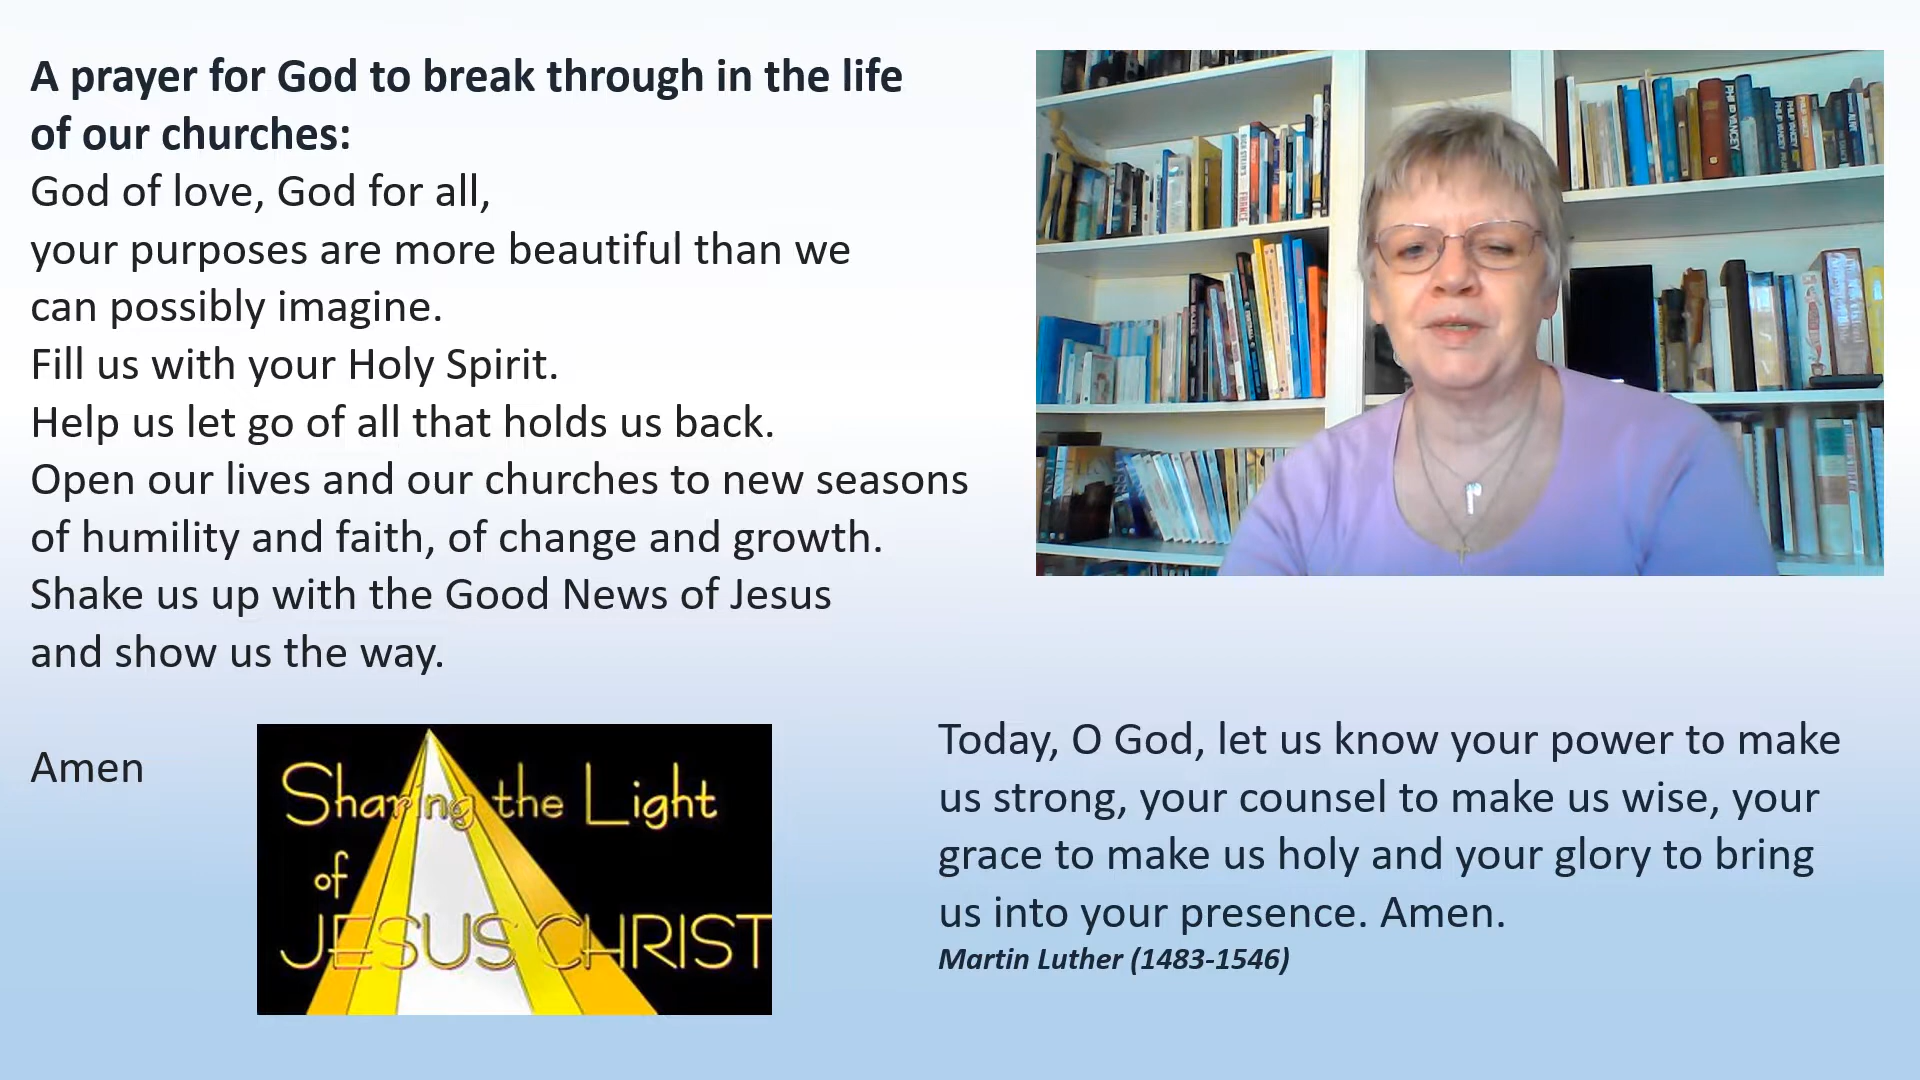 A prayer for God to break through in the life
of our churches:
God of love, God for all,
your purposes are more beautiful than we
can possibly imagine.
Fill us with your Holy Spirit.
Help us let go of all that holds us back.
Open our lives and our churches to new seasons
of humility and faith, of change and growth.
Shake us up with the Good News of Jesus
and show us the way.
Amen
Sharing the Light
of
JESUS CHRIST
Today, O God, let us know your power to make
us strong, your counsel to make us wise, your
grace to make us holy and your glory to bring
us into your presence. Amen.
Martin Luther (1483-1546)
FRANCE
PHILIP YANCEY
PHILIP YANCEY